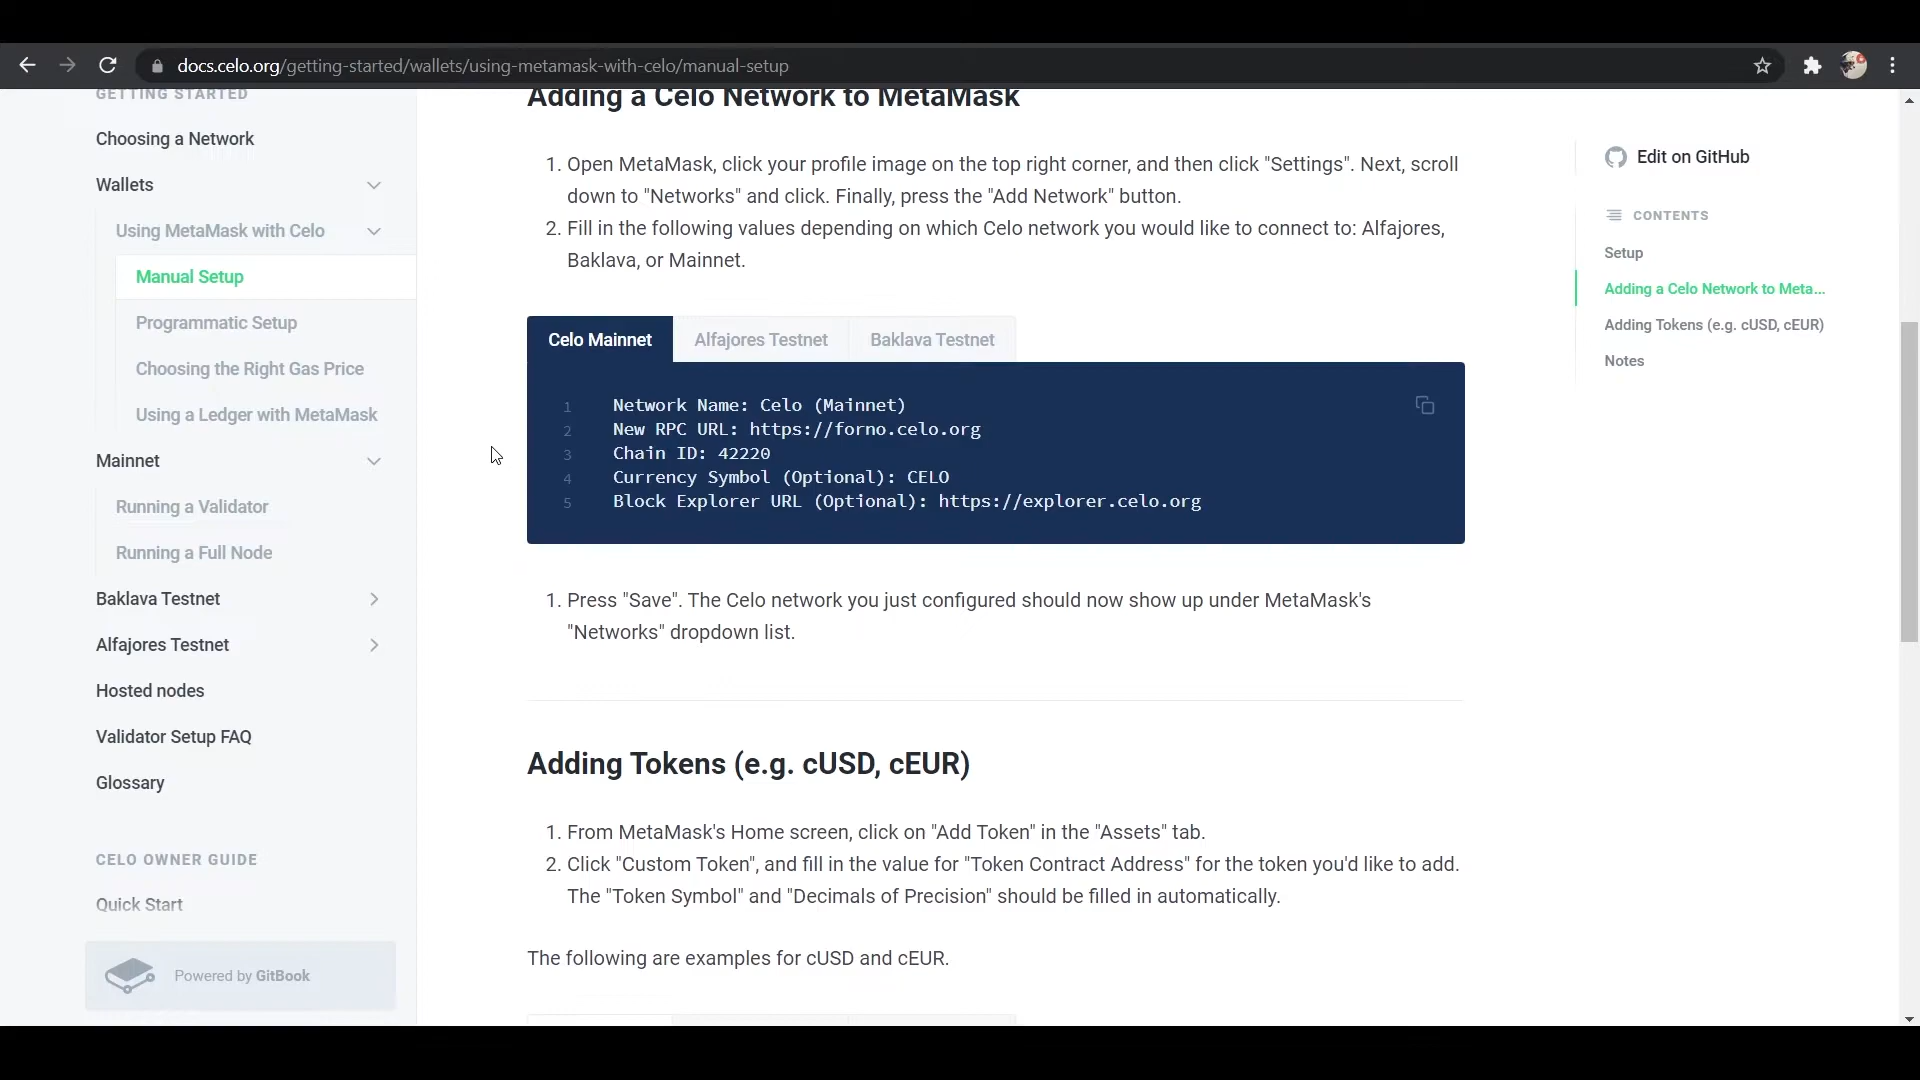 docs.celo.org/getting-started/wallets/using-metamask-with-celo/manual-setup
GETTING STARTED
Choosing a Network
Wallets
Using MetaMask with Celo
Manual Setup
Programmatic Setup
Choosing the Right Gas Price
Using a Ledger with MetaMask
Mainnet
Running a Validator
Running a Full Node
Baklava Testnet
Alfajores Testnet
Hosted nodes
Validator Setup FAQ
Glossary
CELO OWNER GUIDE
Quick Start
Powered by GitBook
Adding a Celo Network to MetaMask
1. Open MetaMask, click your profile image on the top right corner, and then click "Settings". Next, scroll
down to "Networks" and click. Finally, press the "Add Network" button.
2. Fill in the following values depending on which Celo network you would like to connect to: Alfajores,
Baklava, or Mainnet.
Celo Mainnet
Alfajores Testnet
Baklava Testnet
1 Network Name: Celo (Mainnet)
2 New RPC URL: https://forno.celo.org
3 Chain ID: 42220
4 Currency Symbol (Optional): CELO
5 Block Explorer URL (Optional): https://explorer.celo.org
1. Press "Save". The Celo network you just configured should now show up under MetaMask's
"Networks" dropdown list.
Adding Tokens (e.g. cUSD, cEUR)
1. From MetaMask's Home screen, click on "Add Token" in the "Assets" tab.
2. Click "Custom Token", and fill in the value for "Token Contract Address" for the token you'd like to add.
The "Token Symbol" and "Decimals of Precision" should be filled in automatically.
The following are examples for cUSD and cEUR.
Edit on GitHub
CONTENTS
Setup
Adding a Celo Network to Meta...
Adding Tokens (e.g. cUSD, cEUR)
Notes